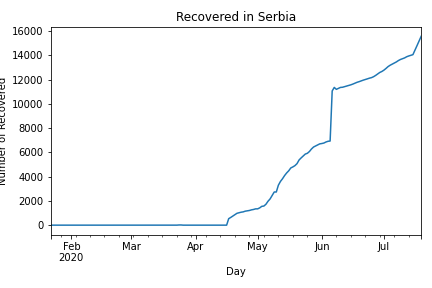 Recovered in Serbia
16000
14000
12000
10000
8000
6000
4000
2000
0
Number of Recovered
Feb
2020
Mar
Apr
May
Jun
Jul
Day